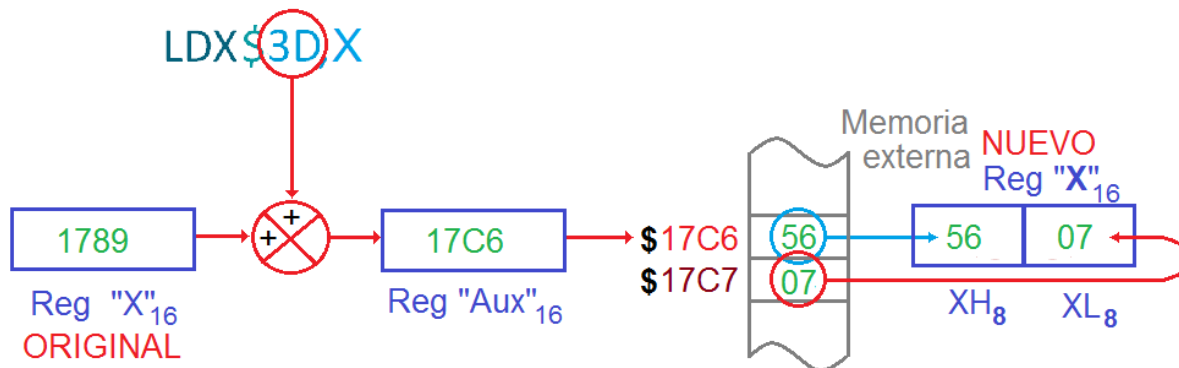 LDX $3D,X
Memoria
externa
NUEVO
Reg "X"16
1789
+
+
17C6
$17C6
56
56
07
$17C7
07
Reg "X"16
ORIGINAL
Reg "Aux"16
XH8
XL8